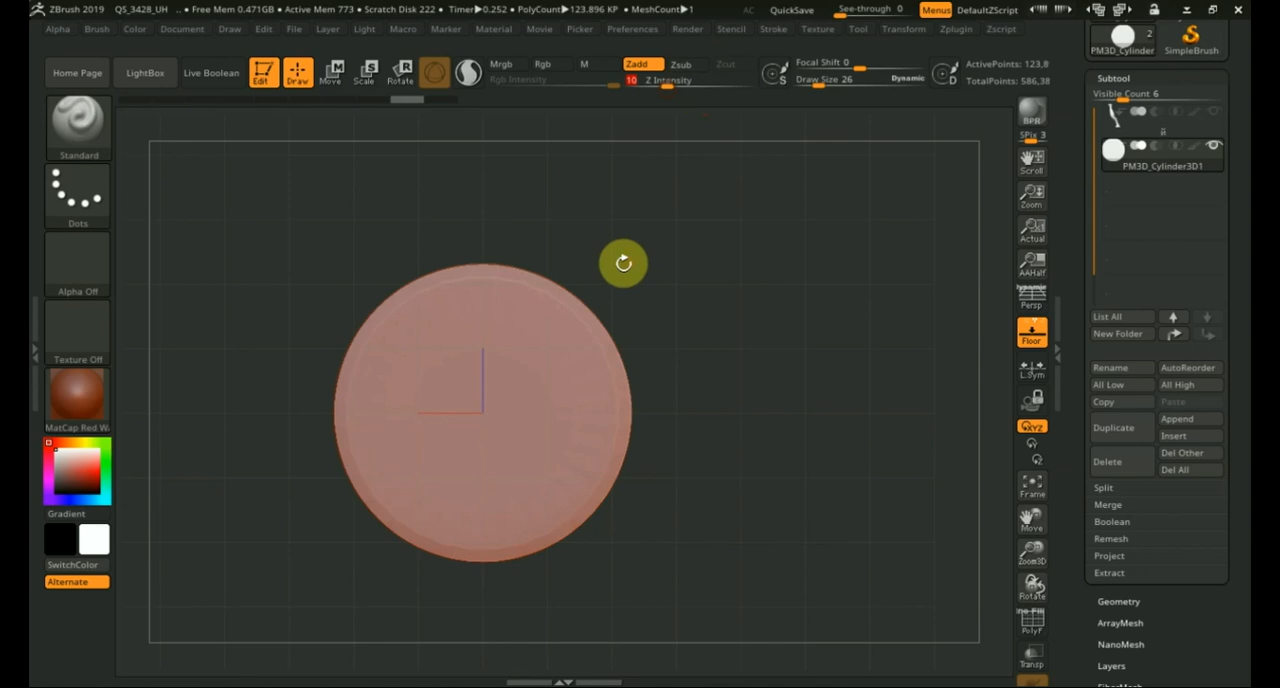 ZBrush 2019 QS_3428_UH .. • Free Mem 0.471GB • Active Mem 773 • Scratch Disk 222 • Timer▶0.252 • PolyCount▶123.896 KP • MeshCount▶1 AC QuickSave See-through 0 Menus DefaultZScript
Alpha Brush Color Document Draw Edit File Layer Light Macro Marker Material Movie Picker Preferences Render Stencil Stroke Texture Tool Transform Zplugin Zscript
Home Page LightBox Live Boolean Edit Draw Move Scale Rotate
Mrgb Rgb M Zadd Zsub Zcut
Rgb Intensity 10 Z Intensity
Focal Shift 0
Draw Size 26 Dynamic
ActivePoints: 123,8
TotalPoints: 586,38
Standard
Dots
Alpha Off
Texture Off
MatCap Red Wa
Gradient
SwitchColor
Alternate
BPR
SPix 3
Scroll
Zoom
Actual
AAHalf
Dynamic
Persp
Floor
L.Sym
XYZ
Frame
Move
Zoom3D
Rotate
PolyF
Transp
2
PM3D_Cylinder SimpleBrush
Subtool
Visible Count 6
PM3D_Cylinder3D1
List All
New Folder
Rename AutoReorder
All Low All High
Copy Paste
Duplicate Append
Insert
Delete Del Other
Del All
Split
Merge
Boolean
Remesh
Project
Extract
Geometry
ArrayMesh
NanoMesh
Layers
FiberMesh